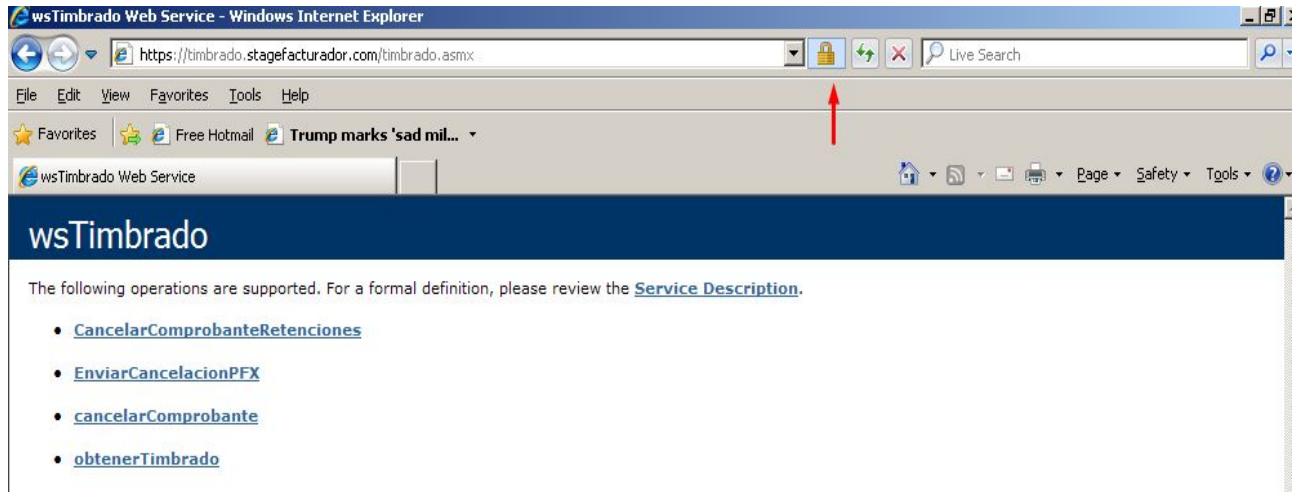 wsTimbrado Web Service - Windows Internet Explorer
https://timbrado.stagefacturador.com/timbrado.asmx
Live Search
File Edit View Favorites Tools Help
Favorites Free Hotmail Trump marks 'sad mil...
wsTimbrado Web Service
Page Safety Tools
wsTimbrado
The following operations are supported. For a formal definition, please review the Service Description.
• CancelarComprobanteRetenciones
• EnviarCancelacionPFX
• cancelarComprobante
• obtenerTimbrado